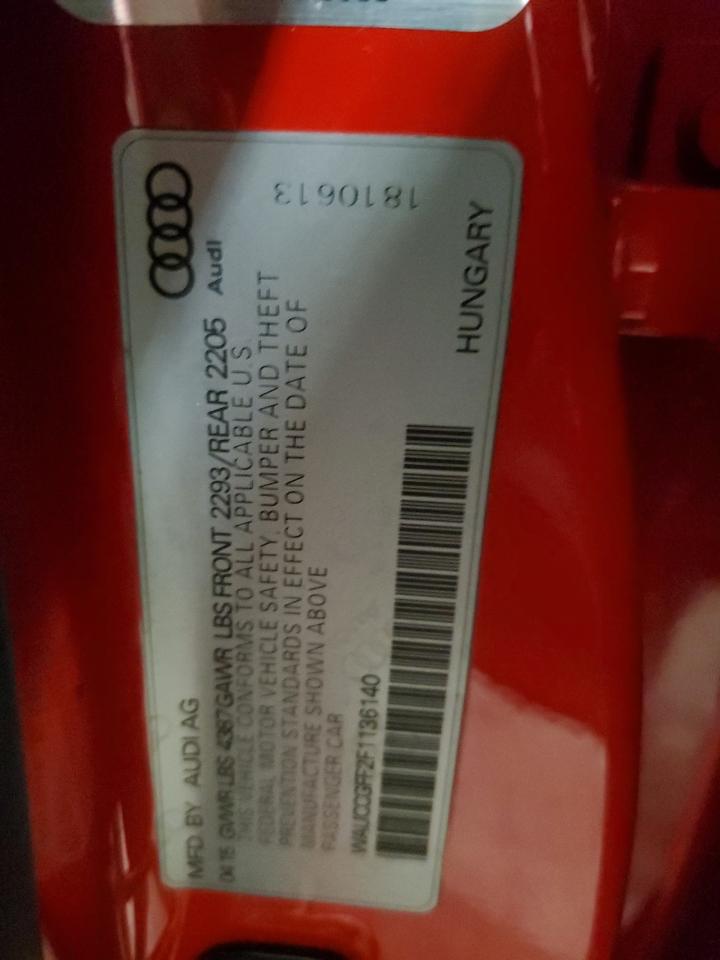 Audi
MFD BY AUDI AG
04 15 GVWR LBS 4387 GAWR LBS FRONT 2293/REAR 2205
THIS VEHICLE CONFORMS TO ALL APPLICABLE U.S.
FEDERAL MOTOR VEHICLE SAFETY, BUMPER AND THEFT
PREVENTION STANDARDS IN EFFECT ON THE DATE OF
MANUFACTURE SHOWN ABOVE
PASSENGER CAR
WAUCCGFF2F1136140
HUNGARY
1810613